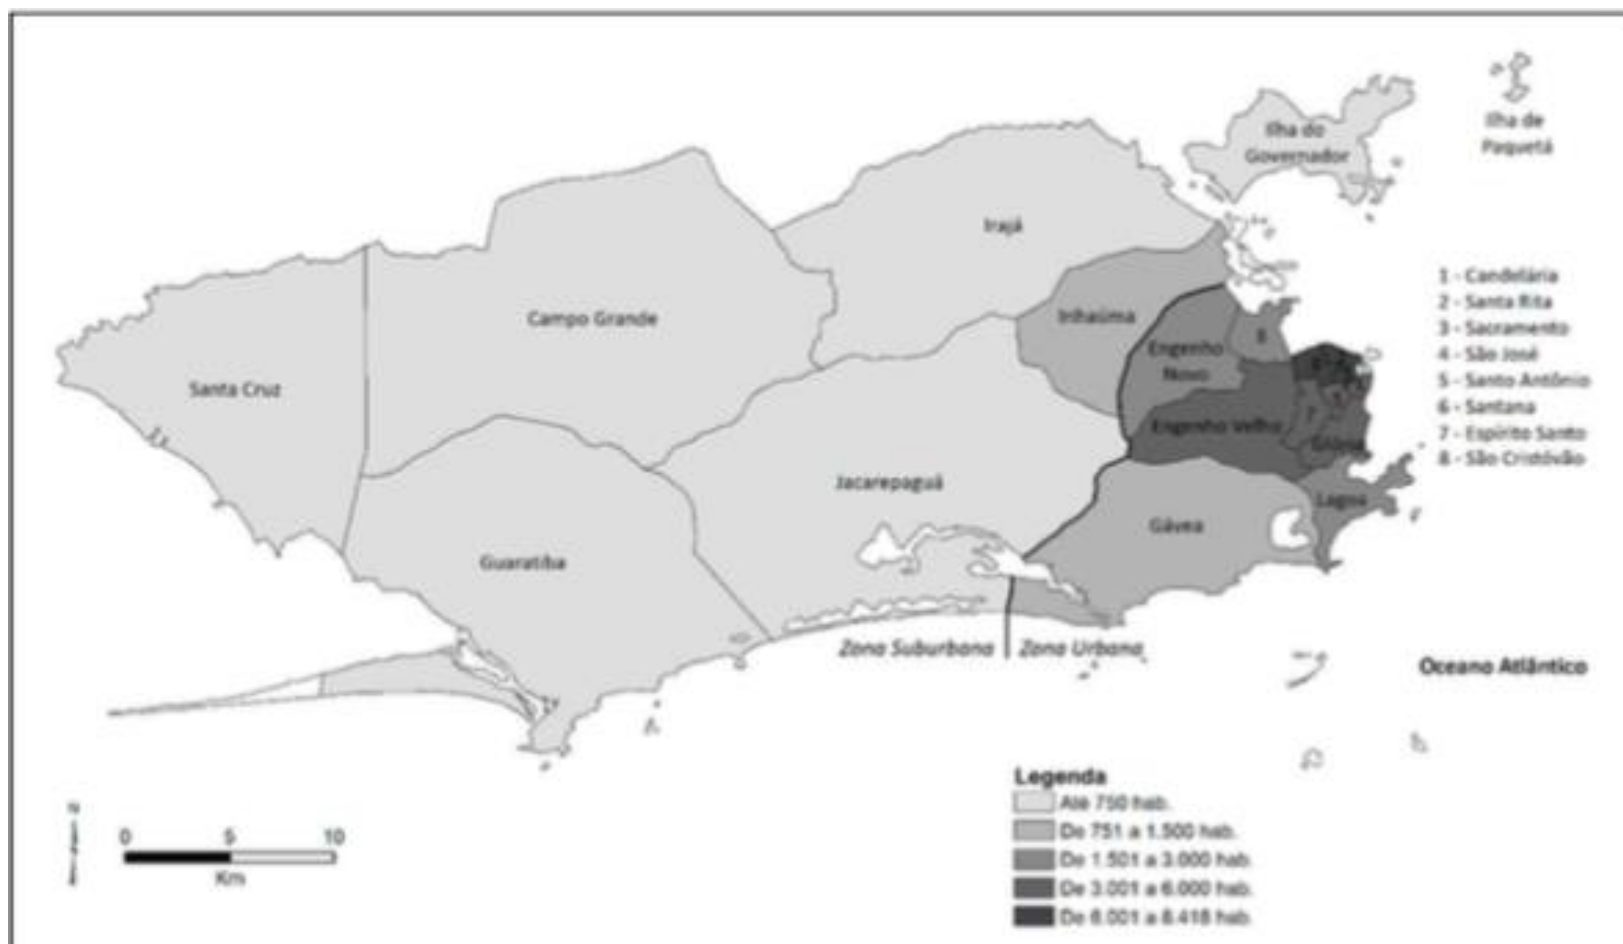 Ilha do
Governador
Ilha de
Paquetá
Irajá
1 - Candelária
2 - Santa Rita
3 - Sacramento
4 - São José
5 - Santo Antônio
6 - Santana
7 - Espírito Santo
8 - São Cristóvão
Campo Grande
Inhaúma
8
Engenho
Novo
Santa Cruz
7
Engenho Velho
Glória
Jacarepaguá
Lagoa
Gávea
Guaratiba
Zona Suburbana
Zona Urbana
Oceano Atlântico
Legenda
Até 750 hab.
De 751 a 1.500 hab.
De 1.501 a 3.000 hab.
De 3.001 a 6.000 hab.
De 6.001 a 8.418 hab.
0 5 10
Km